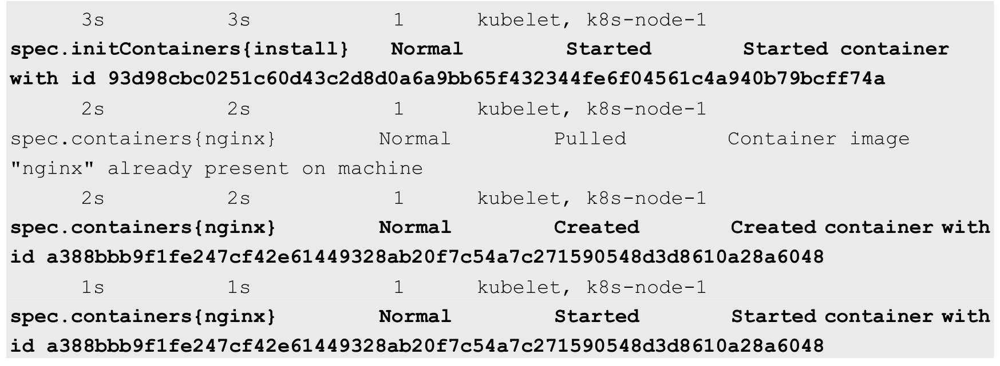 3s 3s 1 kubelet, k8s-node-1
spec.initContainers{install} Normal Started Started container
with id 93d98cbc0251c60d43c2d8d0a6a9bb65f432344fe6f04561c4a940b79bcff74a
2s 2s 1 kubelet, k8s-node-1
spec.containers{nginx} Normal Pulled Container image
"nginx" already present on machine
2s 2s 1 kubelet, k8s-node-1
spec.containers{nginx} Normal Created Created container with
id a388bbb9f1fe247cf42e61449328ab20f7c54a7c271590548d3d8610a28a6048
1s 1s 1 kubelet, k8s-node-1
spec.containers{nginx} Normal Started Started container with
id a388bbb9f1fe247cf42e61449328ab20f7c54a7c271590548d3d8610a28a6048